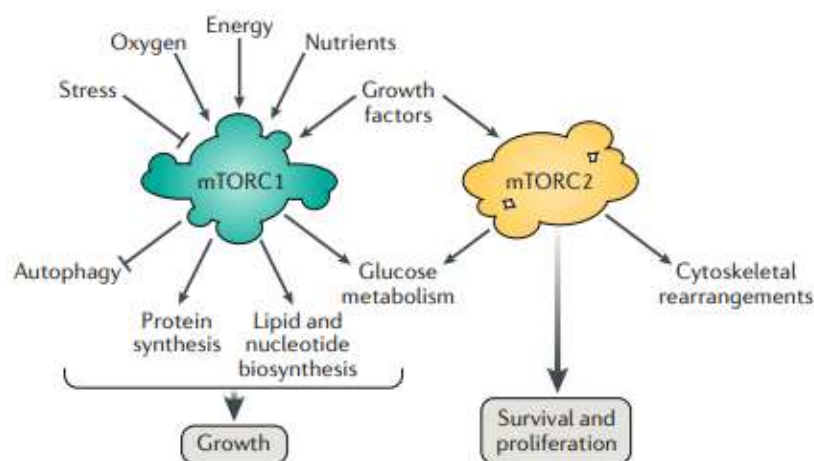 Energy
Oxygen
Nutrients
Stress
Growth
factors
mTORC1
mTORC2
Autophagy
Glucose
metabolism
Cytoskeletal
rearrangements
Protein
synthesis
Lipid and
nucleotide
biosynthesis
Growth
Survival and
proliferation